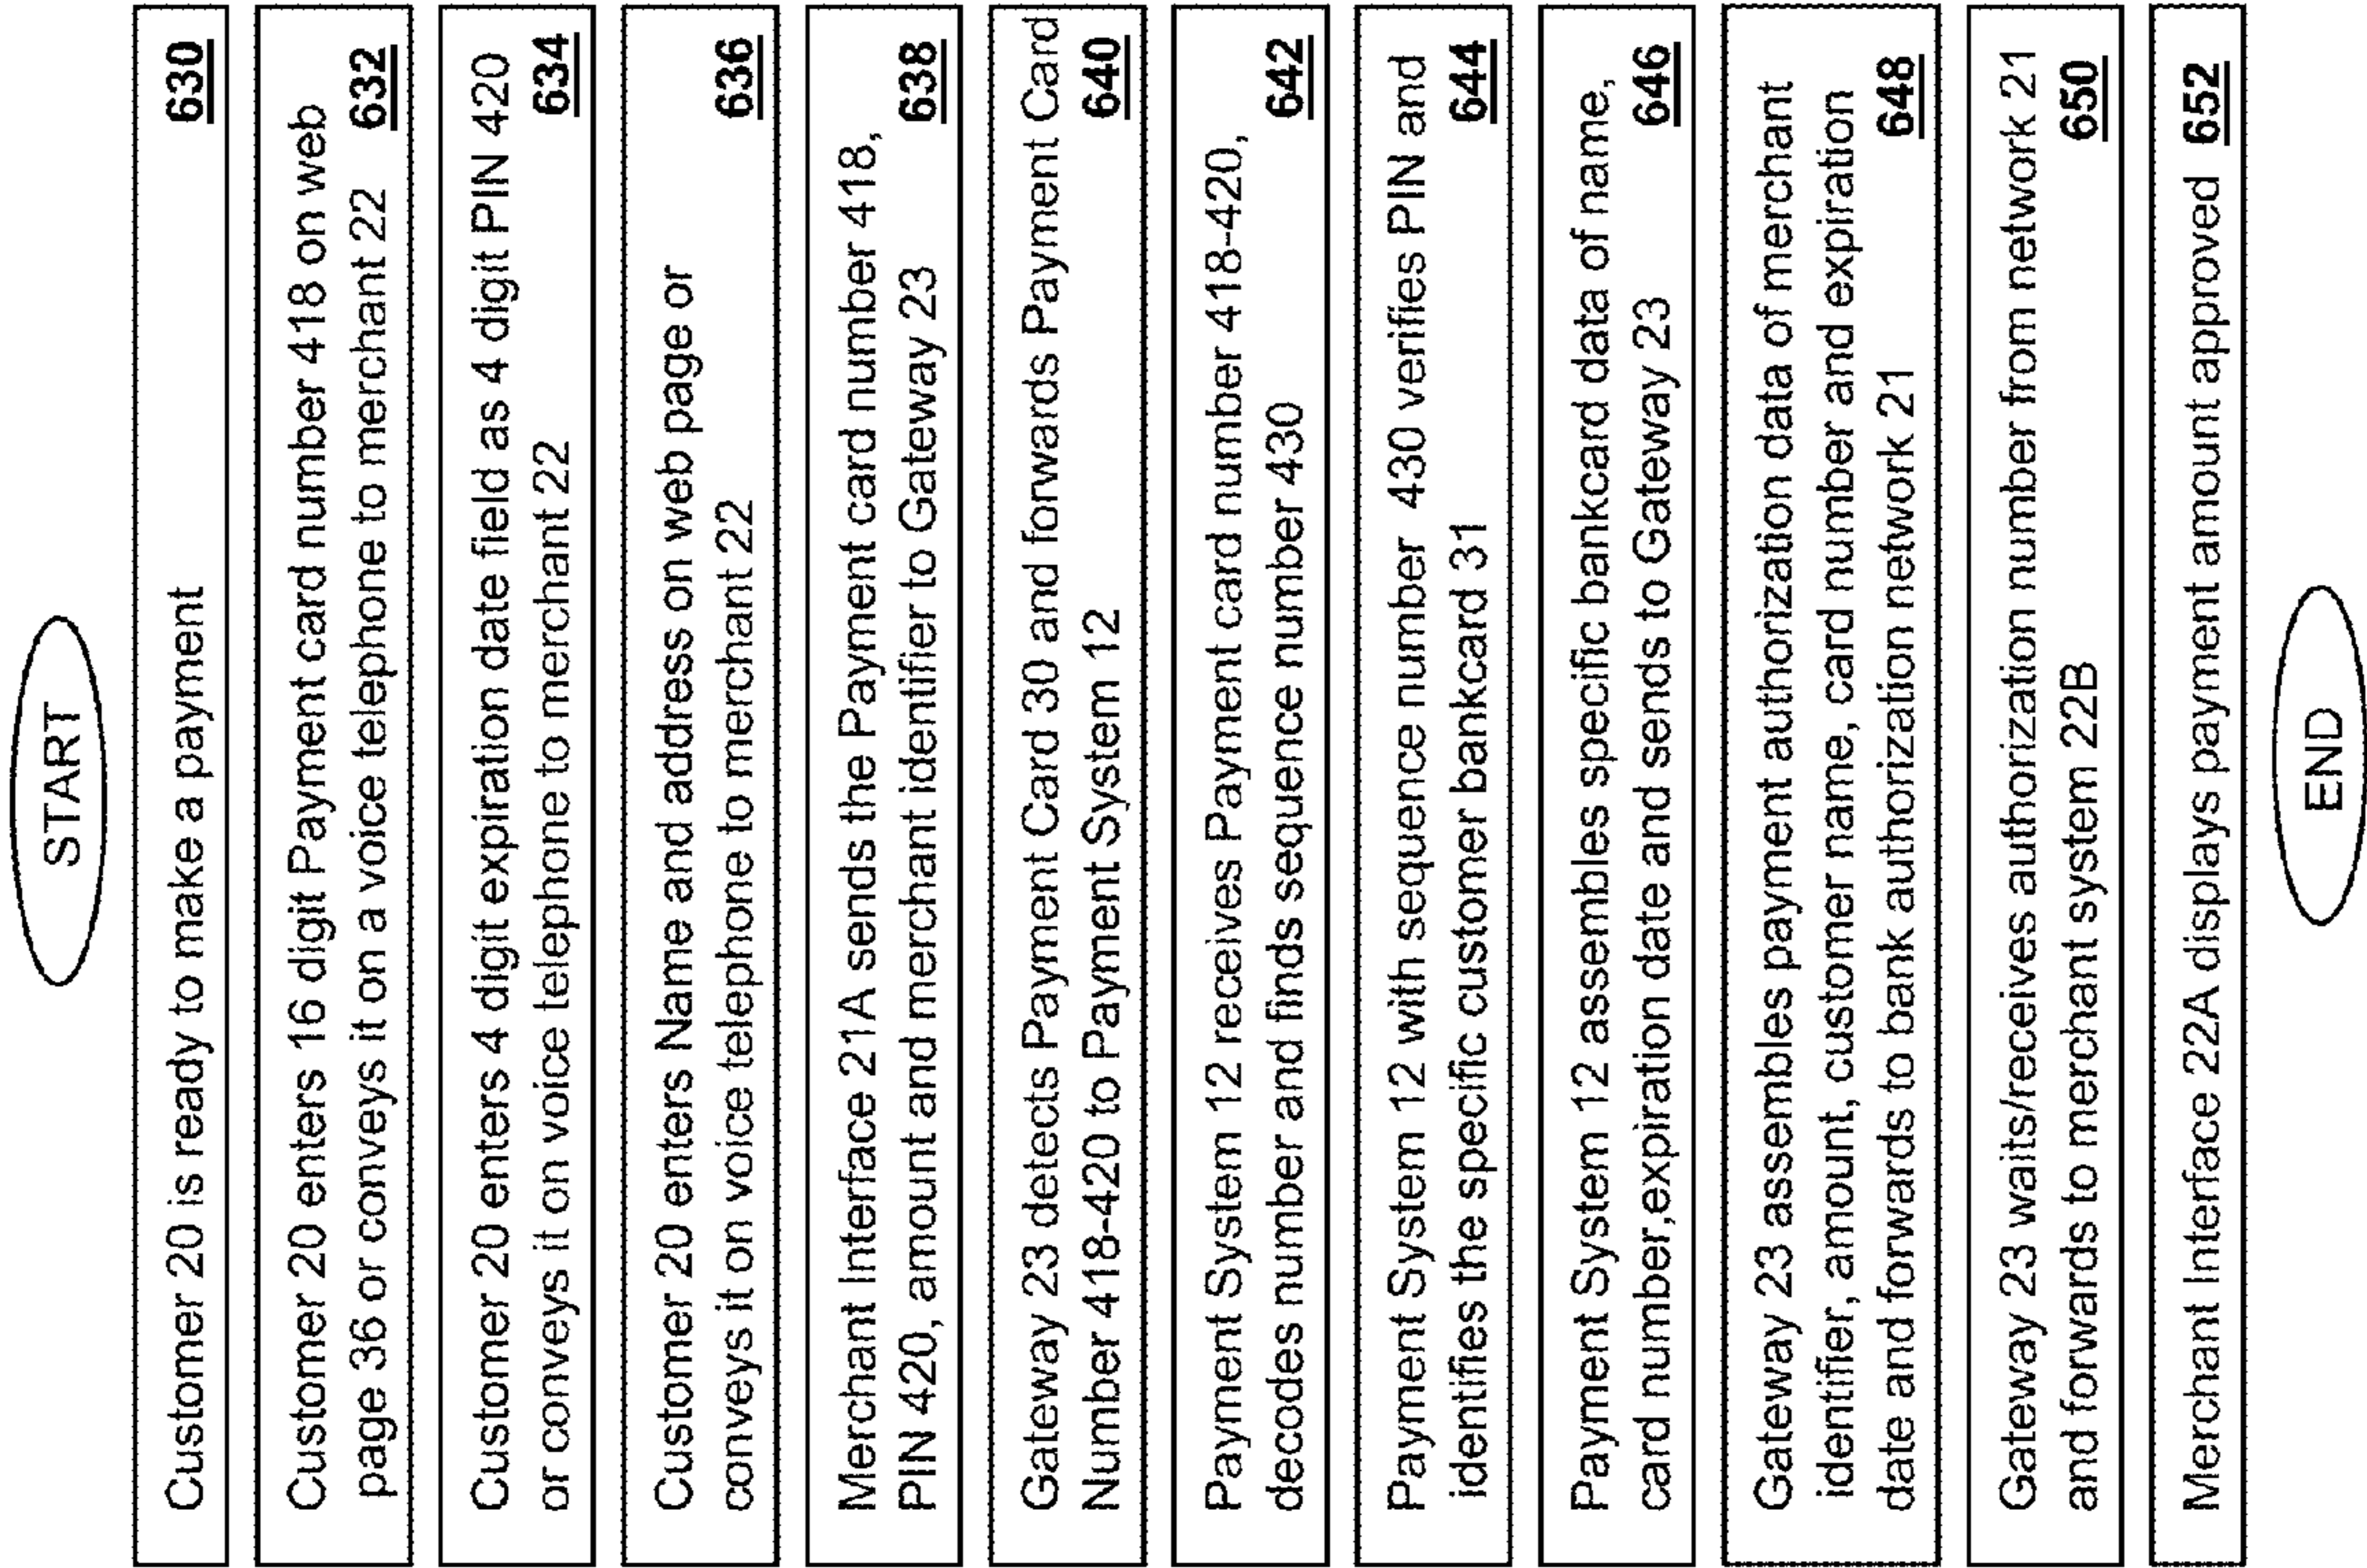 START
Customer 20 is ready to make a payment 630
Customer 20 enters 16 digit Payment card number 418 on web
page 36 or conveys it on a voice telephone to merchant 22 632
Customer 20 enters 4 digit expiration date field as 4 digit PIN 420
or conveys it on voice telephone to merchant 22 634
Customer 20 enters Name and address on web page or
conveys it on voice telephone to merchant 22 636
Merchant Interface 21A sends the Payment card number 418,
PIN 420, amount and merchant identifier to Gateway 23 638
Gateway 23 detects Payment Card 30 and forwards Payment Card
Number 418-420 to Payment System 12 640
Payment System 12 receives Payment card number 418-420,
decodes number and finds sequence number 430 642
Payment System 12 with sequence number 430 verifies PIN and
identifies the specific customer bankcard 31 644
Payment System 12 assembles specific bankcard data of name,
card number,expiration date and sends to Gateway 23 646
Gateway 23 assembles payment authorization data of merchant
identifier, amount, customer name, card number and expiration
date and forwards to bank authorization network 21 648
Gateway 23 waits/receives authorization number from network 21
and forwards to merchant system 22B 650
Merchant Interface 22A displays payment amount approved 652
END